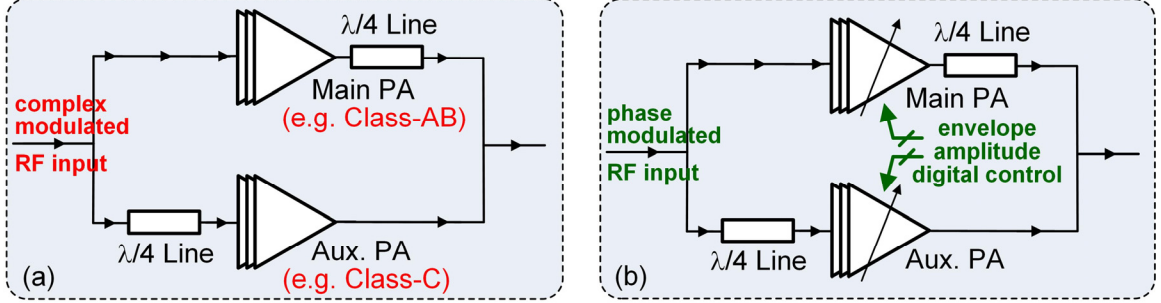 λ/4 Line
Main PA
(e.g. Class-AB)
complex
modulated
RF input
λ/4 Line
Aux. PA
(e.g. Class-C)
(a)
λ/4 Line
Main PA
phase
modulated
RF input
envelope
amplitude
digital control
λ/4 Line
Aux. PA
(b)